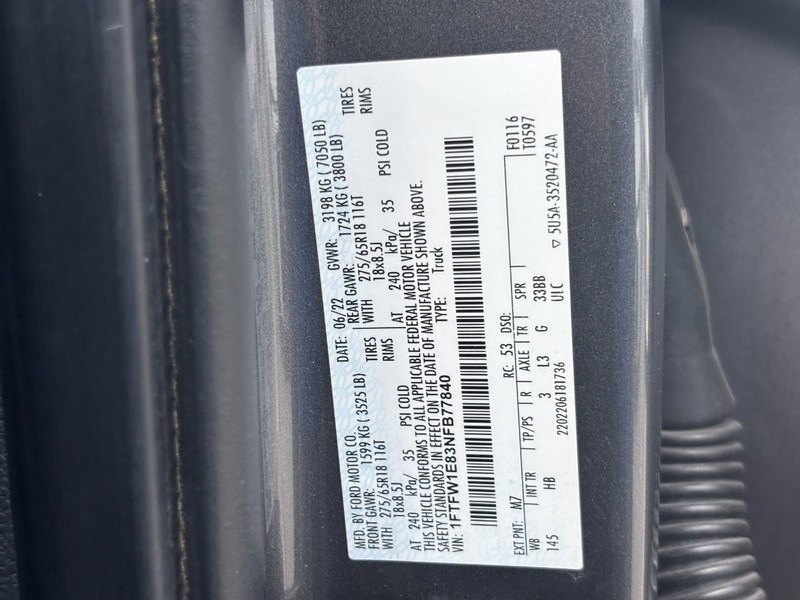 MFD. BY FORD MOTOR CO. DATE: 06/22 GVWR: 3198 KG ( 7050 LB)
FRONT GAWR: 1599 KG ( 3525 LB) REAR GAWR: 1724 KG ( 3800 LB)
WITH 275/65R18 116T TIRES WITH 275/65R18 116T TIRES
18x8.5J RIMS 18x8.5J RIMS
AT 240 kPa/ 35 PSI COLD AT 240 kPa/ 35 PSI COLD
THIS VEHICLE CONFORMS TO ALL APPLICABLE FEDERAL MOTOR VEHICLE
SAFETY STANDARDS IN EFFECT ON THE DATE OF MANUFACTURE SHOWN ABOVE.
VIN: 1FTFW1E83NFB77840 TYPE: Truck
EXT PNT: M7 RC: 53 DSO: F0116
T0597
WB INT TR TP/PS R AXLE TR SPR
145 HB 3 L3 G 33BB
2202206181736 ULC ▽ 5U5A-3520472-AA